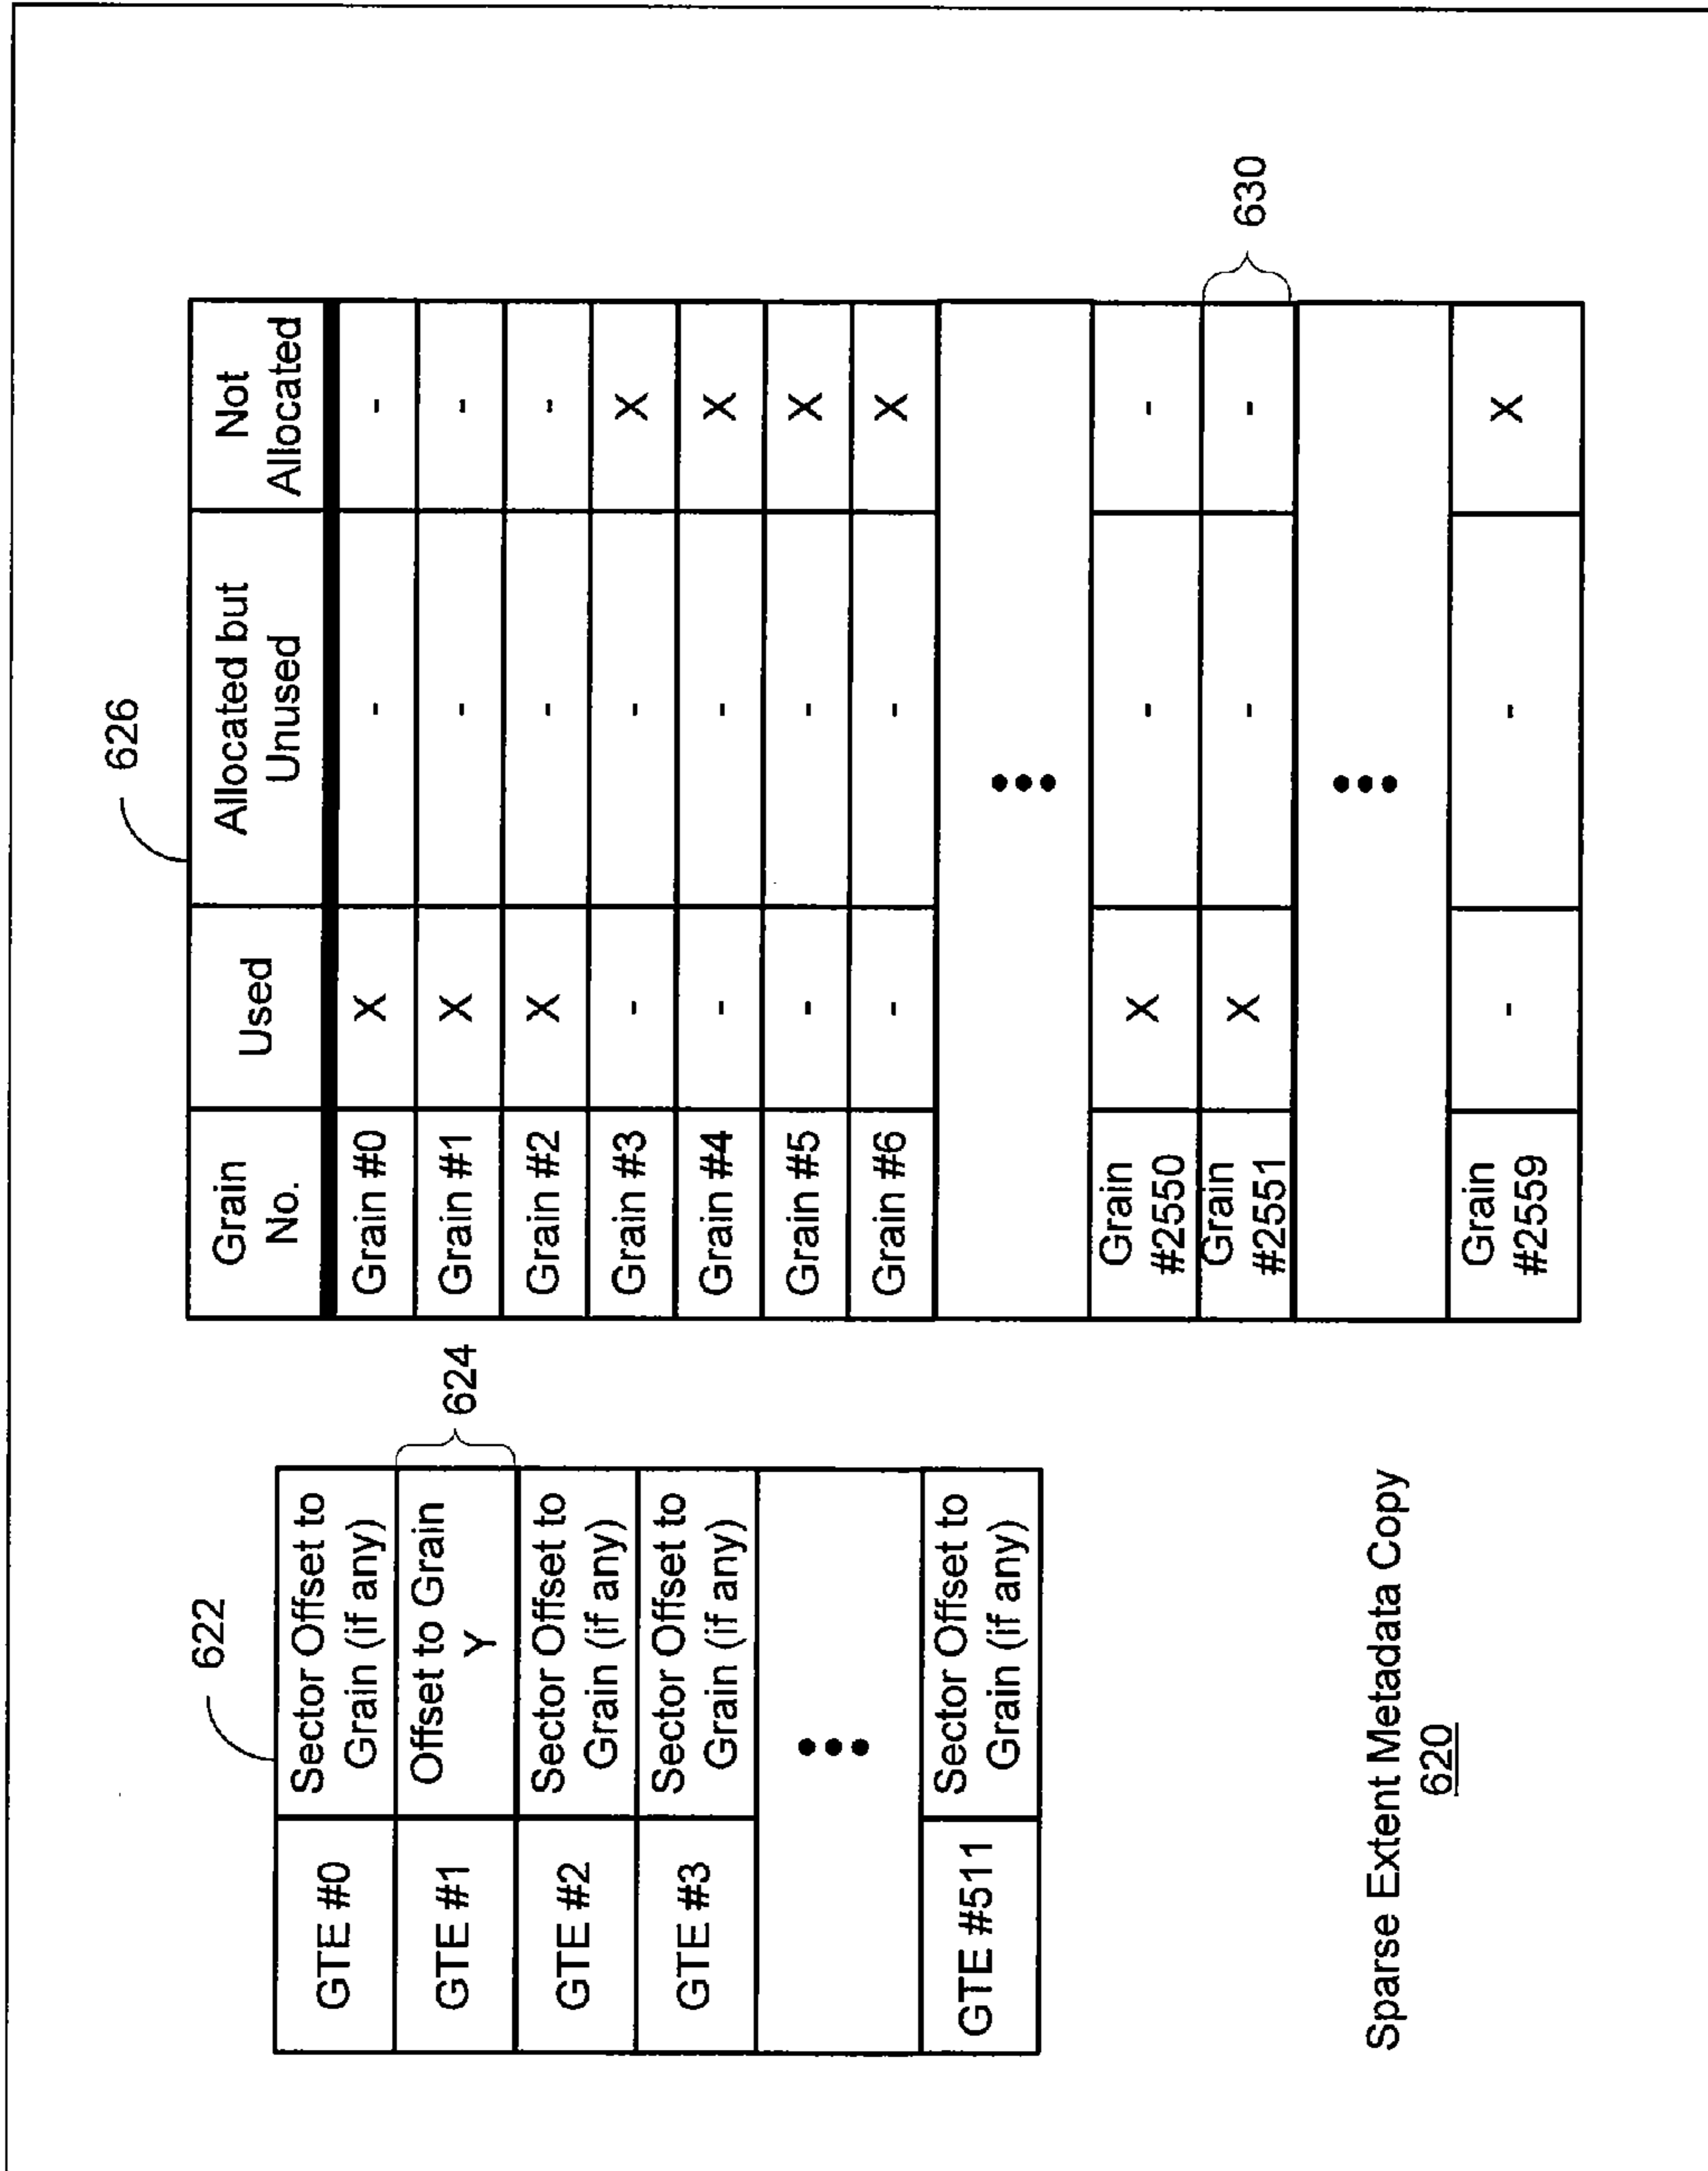 622
GTE #0 Sector Offset to
Grain (if any)
GTE #1 Offset to Grain
Y
624
GTE #2 Sector Offset to
Grain (if any)
GTE #3 Sector Offset to
Grain (if any)
GTE #511 Sector Offset to
Grain (if any)
Sparse Extent Metadata Copy
620
626
Grain
No. Used Allocated but
Unused Not
Allocated
Grain #0 X - -
Grain #1 X - -
Grain #2 X - -
Grain #3 - - X
Grain #4 - - X
Grain #5 - - X
Grain #6 - - X
Grain
#2550 X - -
Grain
#2551 X - -
630
Grain
#2559 - - X